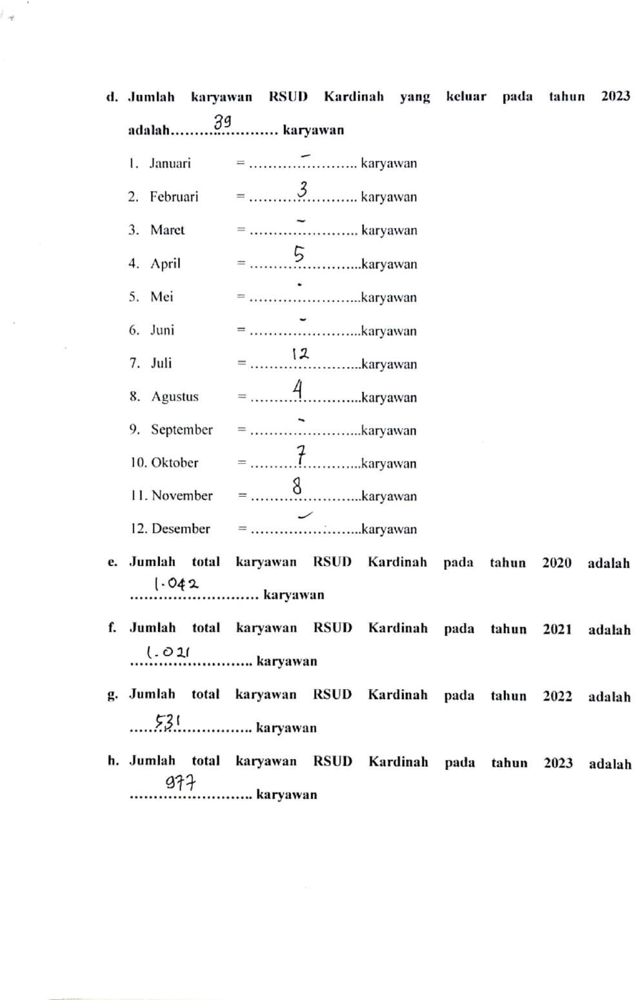 d. Jumlah karyawan RSUD Kardinah yang keluar pada tahun 2023
adalah..........39........... karyawan
1. Januari = ..........-............ karyawan
2. Februari = ..........3............ karyawan
3. Maret = ..........-............ karyawan
4. April = ..........5.............karyawan
5. Mei = ..........-.............karyawan
6. Juni = ..........-.............karyawan
7. Juli = ..........12.............karyawan
8. Agustus = ..........4.............karyawan
9. September = ..........-.............karyawan
10. Oktober = ..........7.............karyawan
11. November = ..........8.............karyawan
12. Desember = ..........-.............karyawan
e. Jumlah total karyawan RSUD Kardinah pada tahun 2020 adalah
......1.042............... karyawan
f. Jumlah total karyawan RSUD Kardinah pada tahun 2021 adalah
......1.021............... karyawan
g. Jumlah total karyawan RSUD Kardinah pada tahun 2022 adalah
......531............... karyawan
h. Jumlah total karyawan RSUD Kardinah pada tahun 2023 adalah
......977............... karyawan